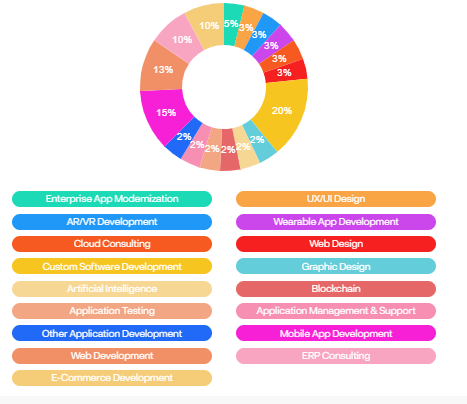 5%
3%
3%
3%
3%
3%
20%
2%
2%
2%
2%
2%
2%
15%
13%
10%
10%
Enterprise App Modernization
UX/UI Design
AR/VR Development
Wearable App Development
Cloud Consulting
Web Design
Custom Software Development
Graphic Design
Artificial Intelligence
Blockchain
Application Testing
Application Management & Support
Other Application Development
Mobile App Development
Web Development
ERP Consulting
E-Commerce Development